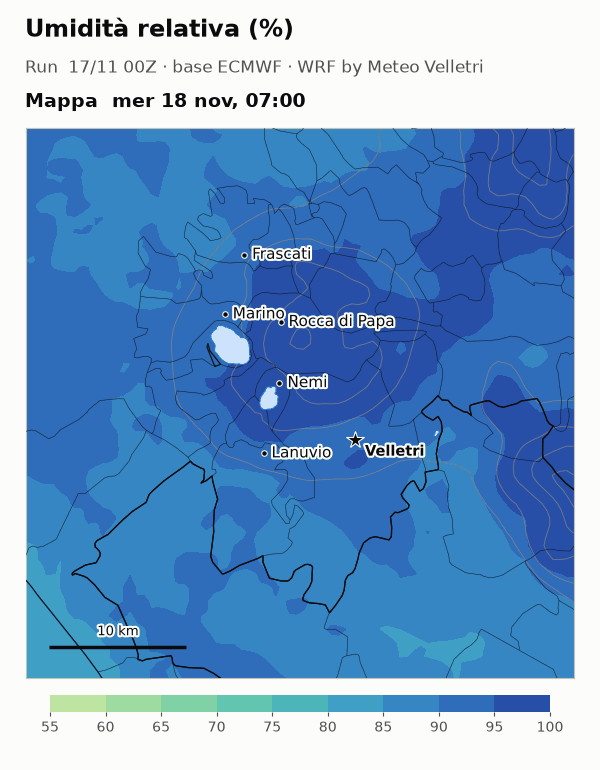 Umidità relativa (%)
Run  17/11 00Z · base ECMWF · WRF by Meteo Velletri
Mappa  mer 18 nov, 07:00
Frascati
Marino
Rocca di Papa
Nemi
Velletri
Lanuvio
10 km
55 60 65 70 75 80 85 90 95 100